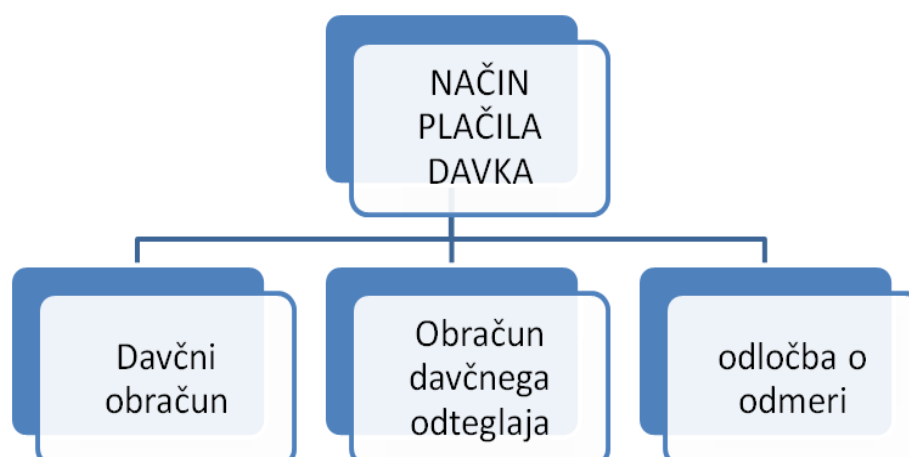 NAČIN
PLAČILA
DAVKA
Davčni
obračun
Obračun
davčnega
odteglaja
odločba o
odmeri